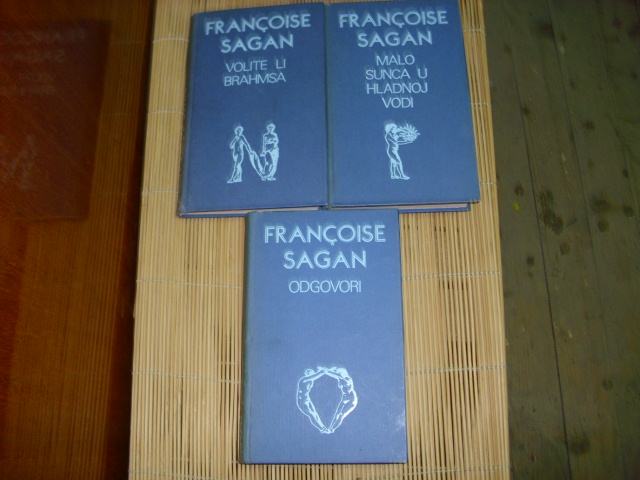 FRANÇOISE
SAGAN
VOLITE LI
BRAHMSA
FRANÇOISE
SAGAN
MALO
SUNCA U
HLADNOJ
VODI
FRANÇOISE
SAGAN
ODGOVORI